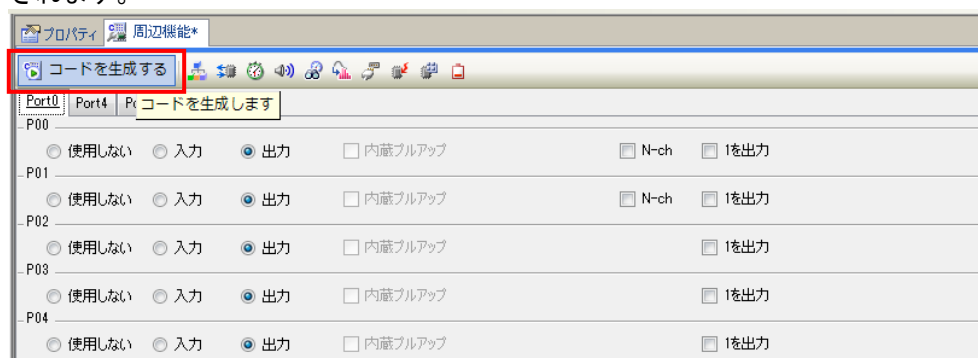 されます。
プロパティ 周辺機能*
コードを生成する
Port0 Port4 Po コードを生成します
P00
使用しない 入力 出力 内蔵プルアップ N-ch 1を出力
P01
使用しない 入力 出力 内蔵プルアップ N-ch 1を出力
P02
使用しない 入力 出力 内蔵プルアップ 1を出力
P03
使用しない 入力 出力 内蔵プルアップ 1を出力
P04
使用しない 入力 出力 内蔵プルアップ 1を出力